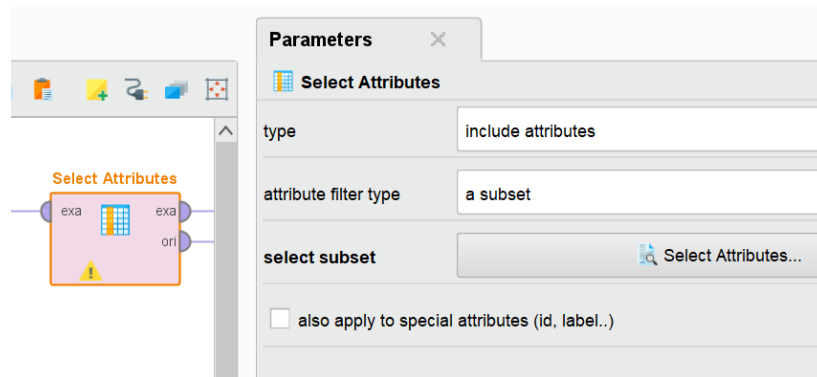 Parameters
Select Attributes
type
include attributes
Select Attributes
exa
exa
ori
attribute filter type
a subset
select subset
Select Attributes...
also apply to special attributes (id, label..)